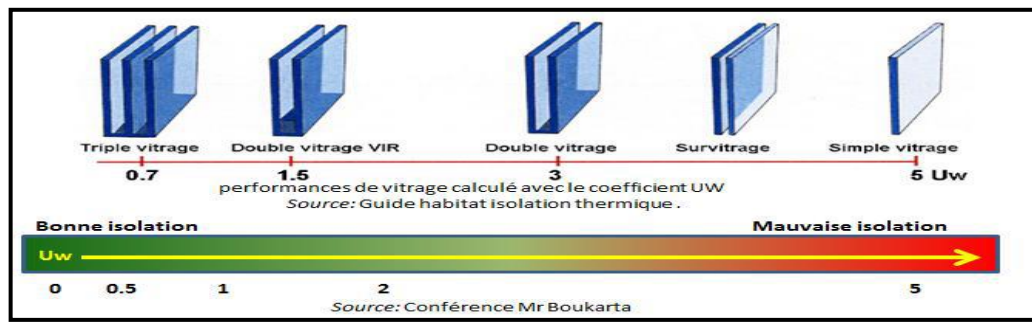 Triple vitrage Double vitrage VIR Double vitrage Survitrage Simple vitrage
0.7 1.5 3 5 Uw
performances de vitrage calculé avec le coefficient UW
Source: Guide habitat isolation thermique .
Bonne isolation Mauvaise isolation
Uw
0 0.5 1 2 5
Source: Conférence Mr Boukarta